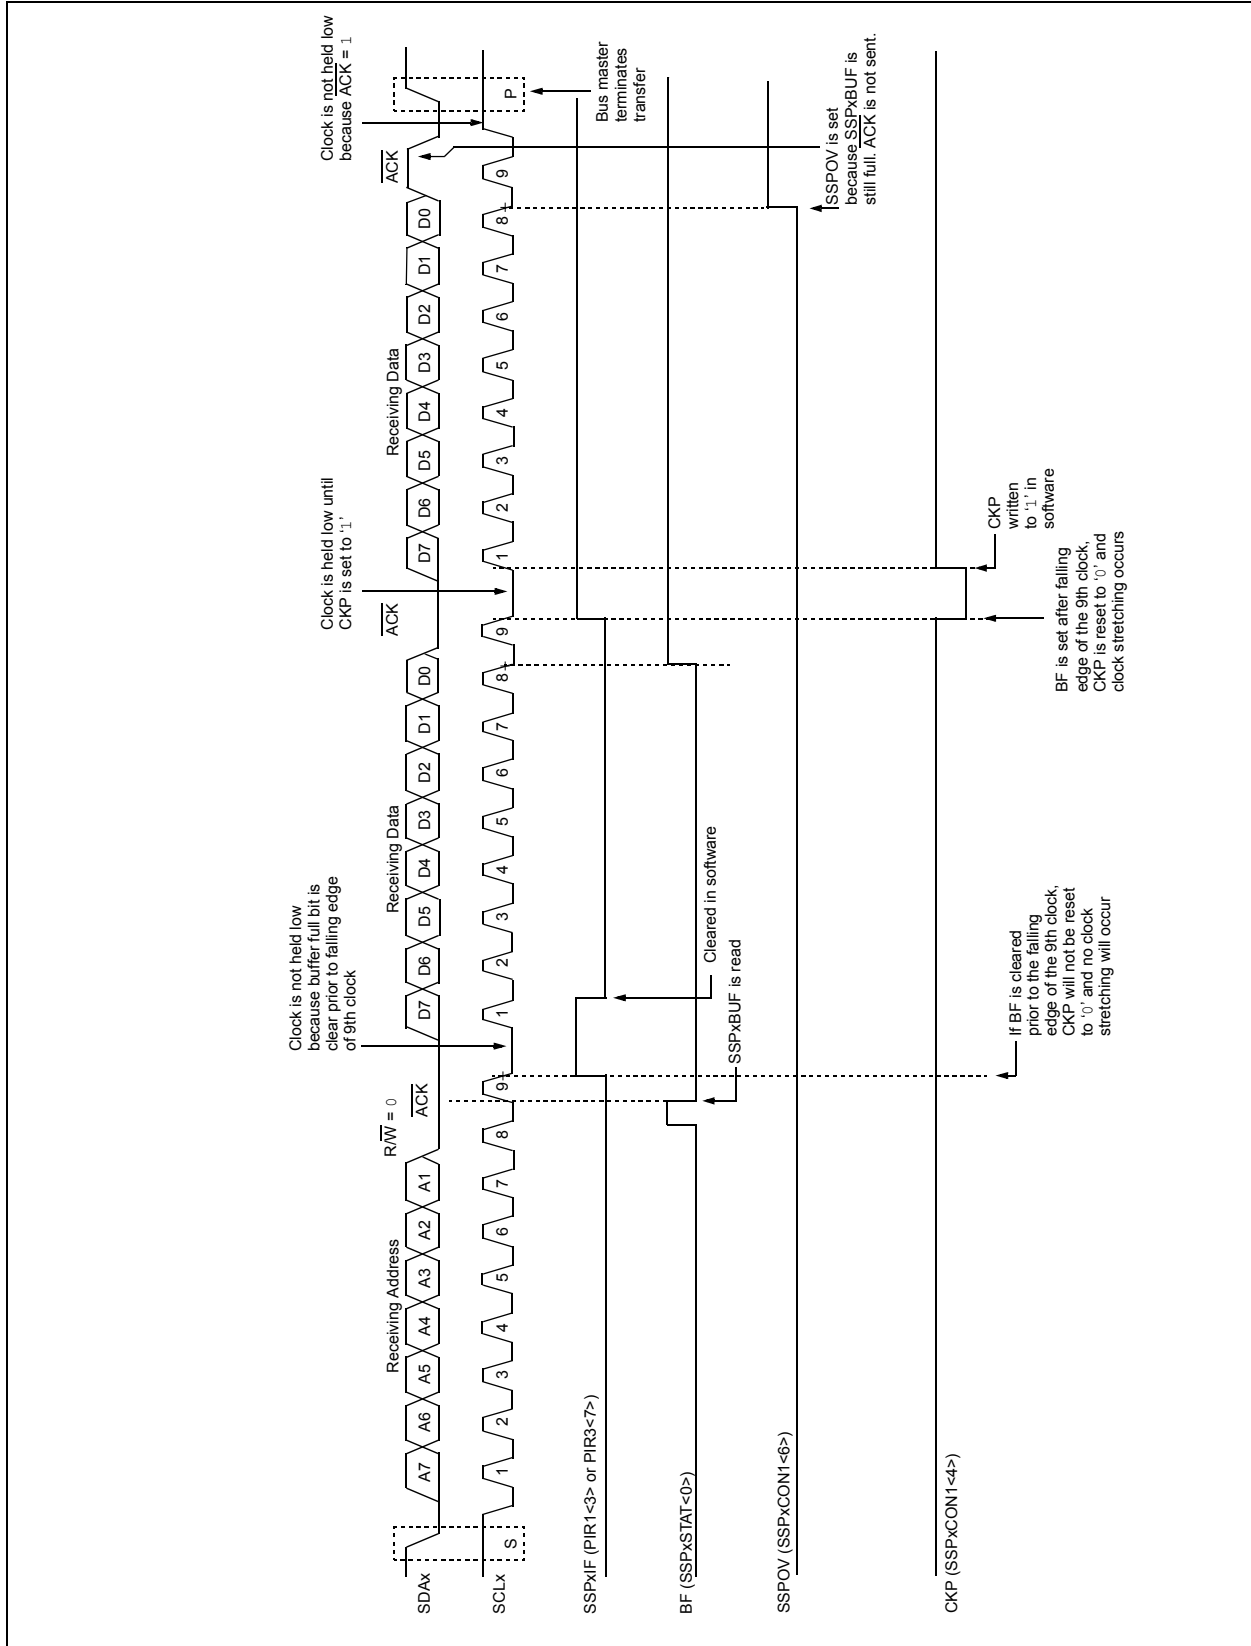 Clock is not held low
because buffer full bit is
clear prior to falling edge
of 9th clock
Clock is held low until
CKP is set to ‘1’
Clock is not held low
because ACK = 1
Receiving Address
R/W = 0
ACK
Receiving Data
ACK
Receiving Data
ACK
SDAx
A7 A6 A5 A4 A3 A2 A1
D7 D6 D5 D4 D3 D2 D1 D0
D7 D6 D5 D4 D3 D2 D1 D0
SCLx
S
1 2 3 4 5 6 7 8 9
1 2 3 4 5 6 7 8 9
1 2 3 4 5 6 7 8 9
P
SSPxIF (PIR1<3> or PIR3<7>)
Cleared in software
Bus master
terminates
transfer
BF (SSPxSTAT<0>)
SSPxBUF is read
SSPOV (SSPxCON1<6>)
SSPOV is set
because SSPxBUF is
still full. ACK is not sent.
CKP (SSPxCON1<4>)
If BF is cleared
prior to the falling
edge of the 9th clock,
CKP will not be reset
to ‘0’ and no clock
stretching will occur
BF is set after falling
edge of the 9th clock,
CKP is reset to ‘0’ and
clock stretching occurs
CKP
written
to ‘1’ in
software